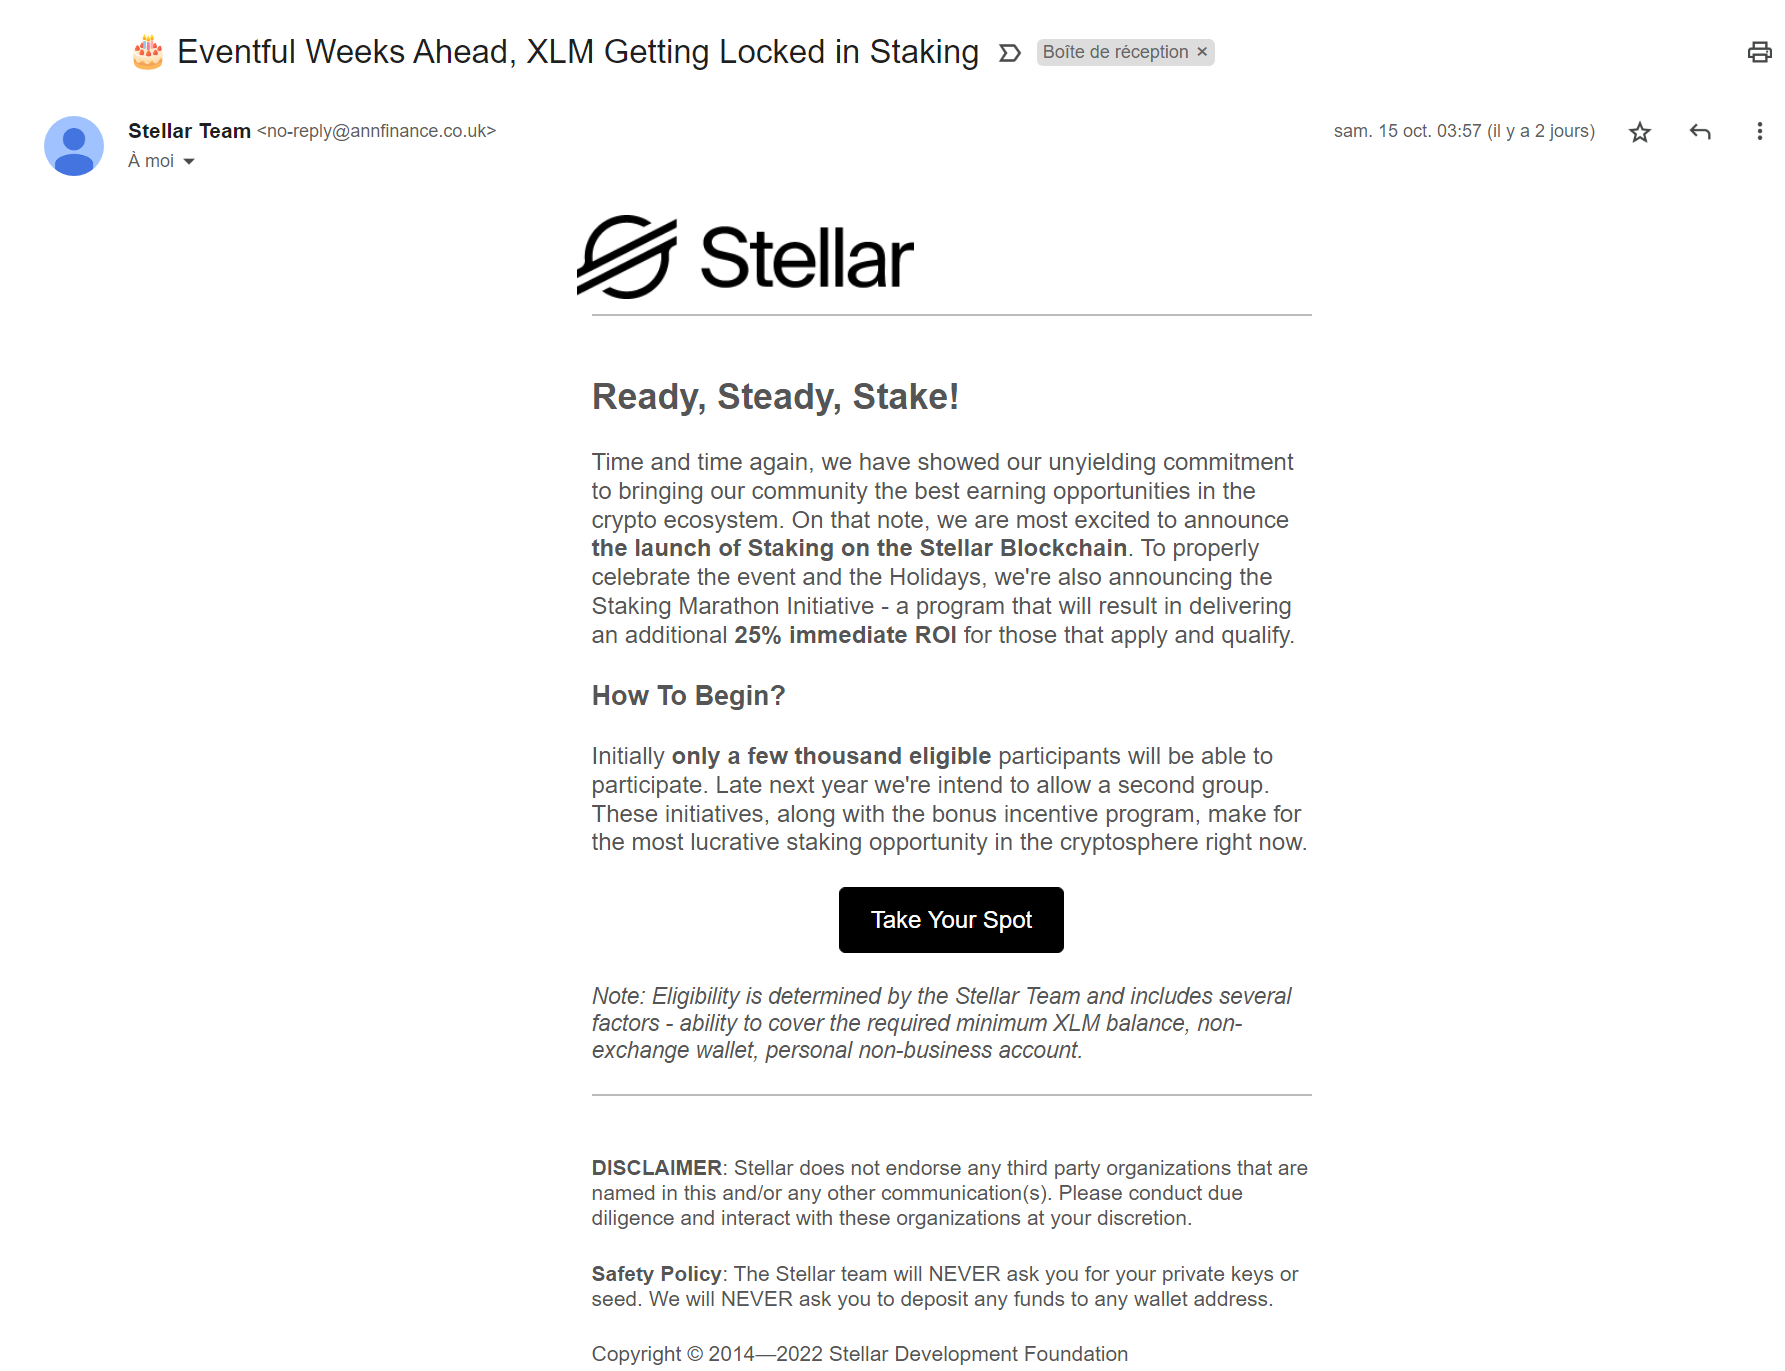 🎂 Eventful Weeks Ahead, XLM Getting Locked in Staking Boîte de réception ×
Stellar Team <no-reply@annfinance.co.uk> sam. 15 oct. 03:57 (il y a 2 jours)
À moi
Stellar
Ready, Steady, Stake!
Time and time again, we have showed our unyielding commitment
to bringing our community the best earning opportunities in the
crypto ecosystem. On that note, we are most excited to announce
the launch of Staking on the Stellar Blockchain. To properly
celebrate the event and the Holidays, we're also announcing the
Staking Marathon Initiative - a program that will result in delivering
an additional 25% immediate ROI for those that apply and qualify.
How To Begin?
Initially only a few thousand eligible participants will be able to
participate. Late next year we're intend to allow a second group.
These initiatives, along with the bonus incentive program, make for
the most lucrative staking opportunity in the cryptosphere right now.
Take Your Spot
Note: Eligibility is determined by the Stellar Team and includes several
factors - ability to cover the required minimum XLM balance, non-
exchange wallet, personal non-business account.
DISCLAIMER: Stellar does not endorse any third party organizations that are
named in this and/or any other communication(s). Please conduct due
diligence and interact with these organizations at your discretion.
Safety Policy: The Stellar team will NEVER ask you for your private keys or
seed. We will NEVER ask you to deposit any funds to any wallet address.
Copyright © 2014—2022 Stellar Development Foundation